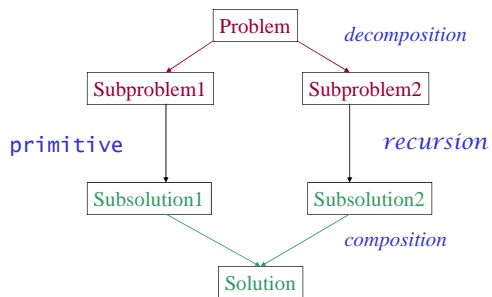 Problem
decomposition
Subproblem1 Subproblem2
primitive recursion
Subsolution1 Subsolution2
composition
Solution